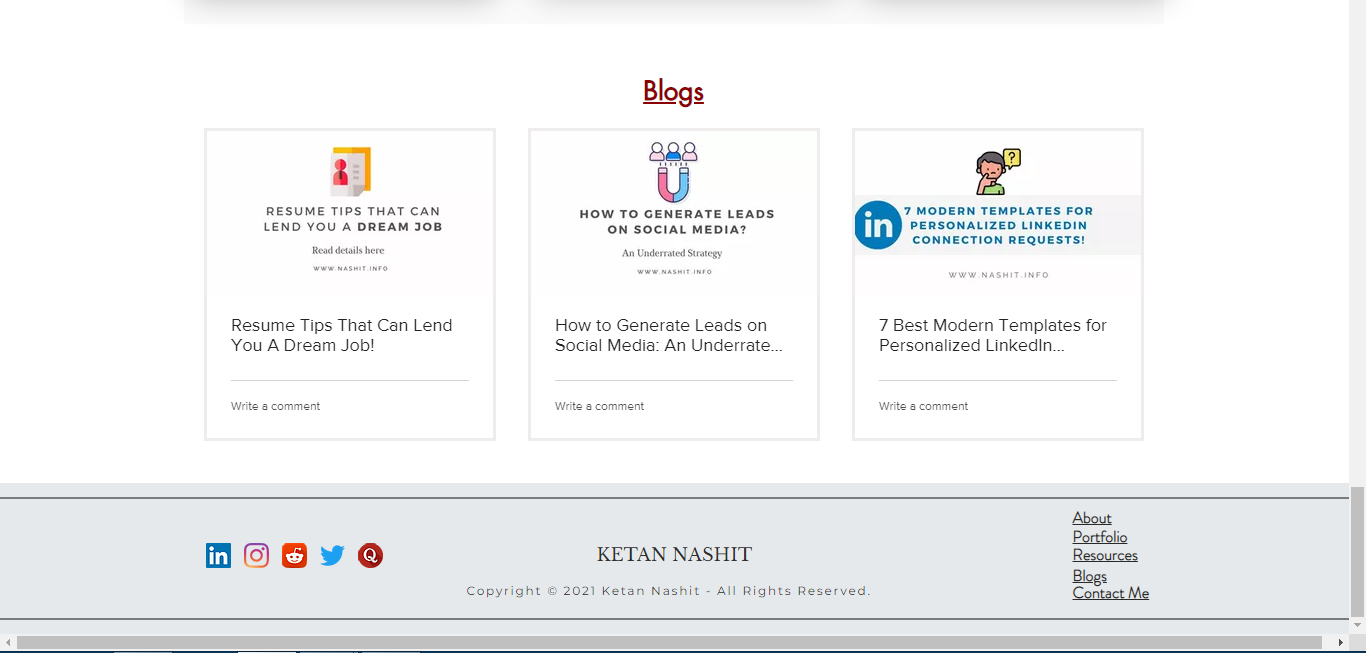 Blogs
RESUME TIPS THAT CAN
LEND YOU A DREAM JOB
Read details here
WWW.NASHIT.INFO
Resume Tips That Can Lend
You A Dream Job!
Write a comment
HOW TO GENERATE LEADS
ON SOCIAL MEDIA?
An Underrated Strategy
WWW.NASHIT.INFO
How to Generate Leads on
Social Media: An Underrate...
Write a comment
?
in
7 MODERN TEMPLATES FOR
PERSONALIZED LINKEDIN
CONNECTION REQUESTS!
WWW.NASHIT.INFO
7 Best Modern Templates for
Personalized LinkedIn...
Write a comment
in
Q
KETAN NASHIT
Copyright © 2021 Ketan Nashit - All Rights Reserved.
About
Portfolio
Resources
Blogs
Contact Me